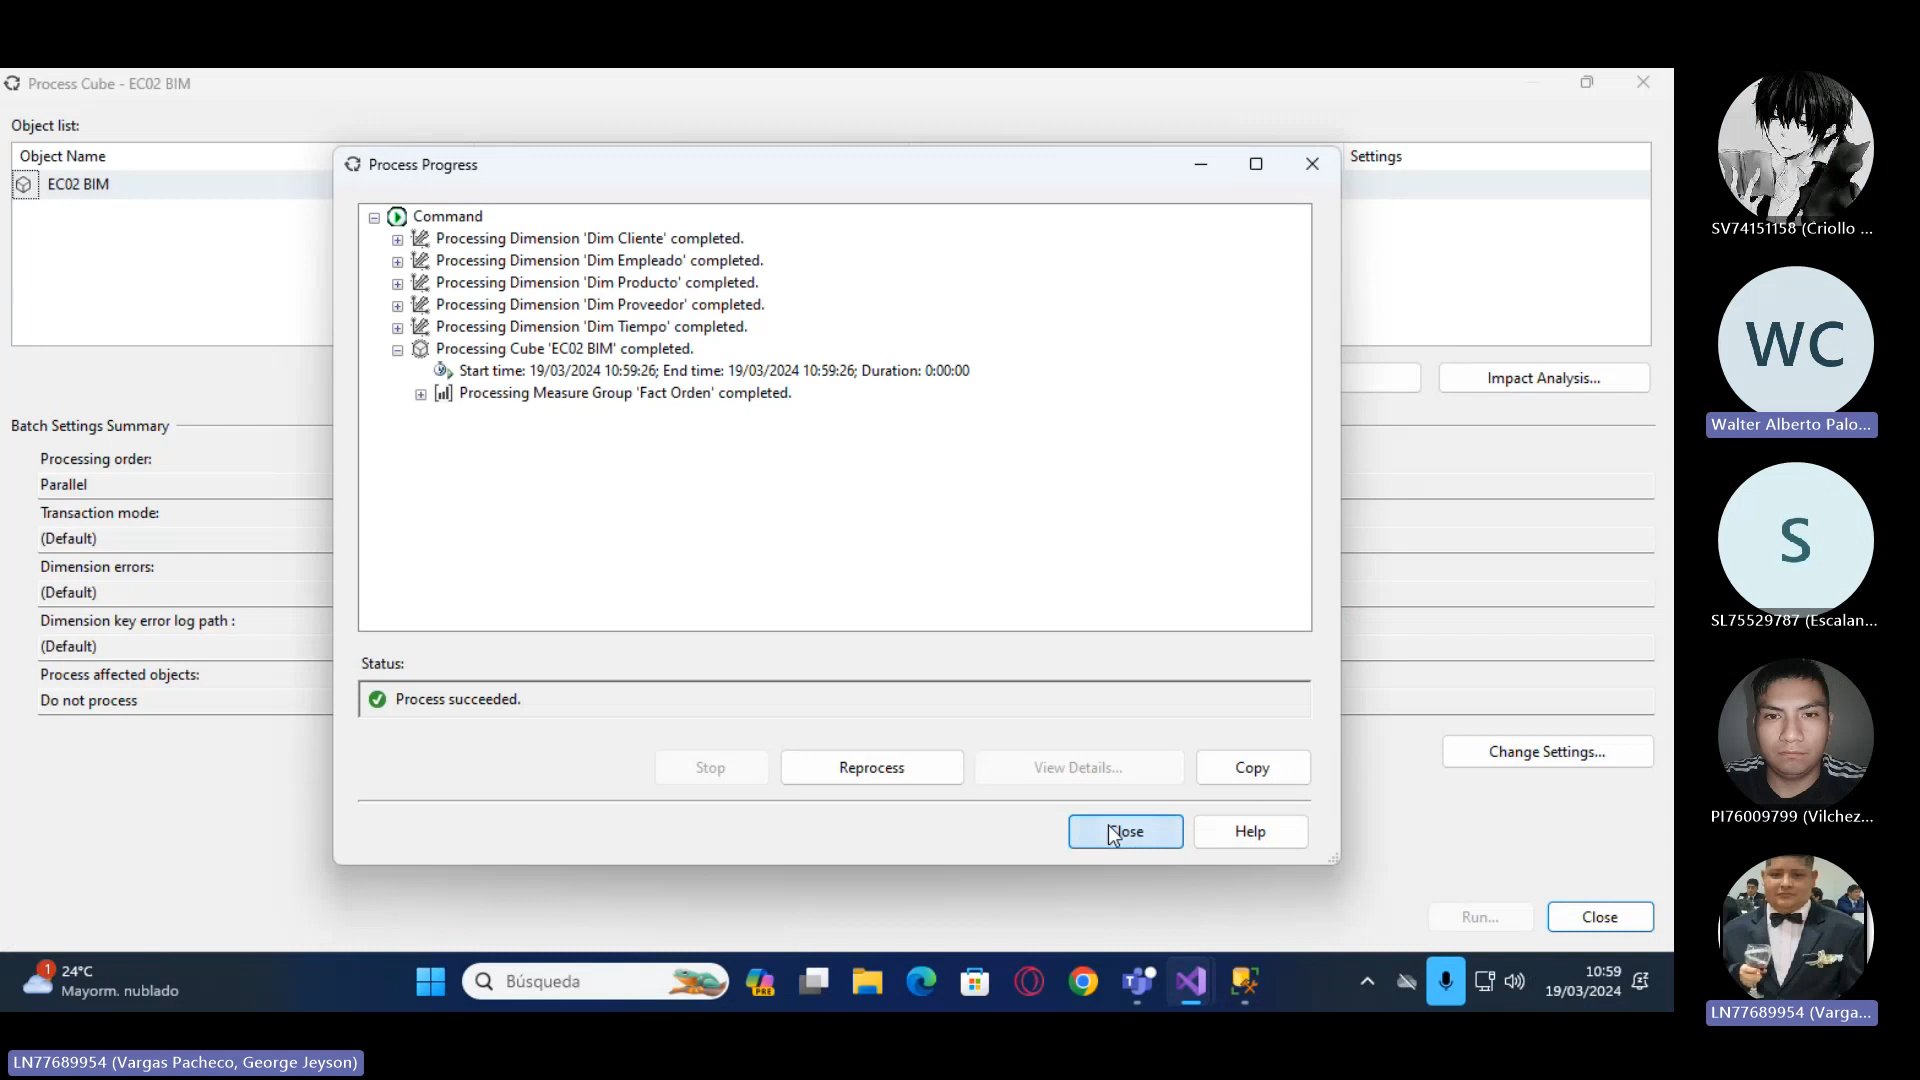 Process Cube - EC02 BIM
Object list:
Object Name
Settings
EC02 BIM
Process Progress
Command
Processing Dimension 'Dim Cliente' completed.
Processing Dimension 'Dim Empleado' completed.
Processing Dimension 'Dim Producto' completed.
Processing Dimension 'Dim Proveedor' completed.
Processing Dimension 'Dim Tiempo' completed.
Processing Cube 'EC02 BIM' completed.
Start time: 19/03/2024 10:59:26; End time: 19/03/2024 10:59:26; Duration: 0:00:00
Processing Measure Group 'Fact Orden' completed.
Impact Analysis...
Batch Settings Summary
Processing order:
Parallel
Transaction mode:
(Default)
Dimension errors:
(Default)
Dimension key error log path :
(Default)
Process affected objects:
Do not process
Status:
Process succeeded.
Change Settings...
Stop
Reprocess
View Details...
Copy
Close
Help
Run...
Close
1
24°C
Mayorm. nublado
Búsqueda
PRE
10:59
19/03/2024
SV74151158 (Criollo ...
WC
Walter Alberto Palo...
S
SL75529787 (Escalan...
PI76009799 (Vilchez...
LN77689954 (Varga...
LN77689954 (Vargas Pacheco, George Jeyson)